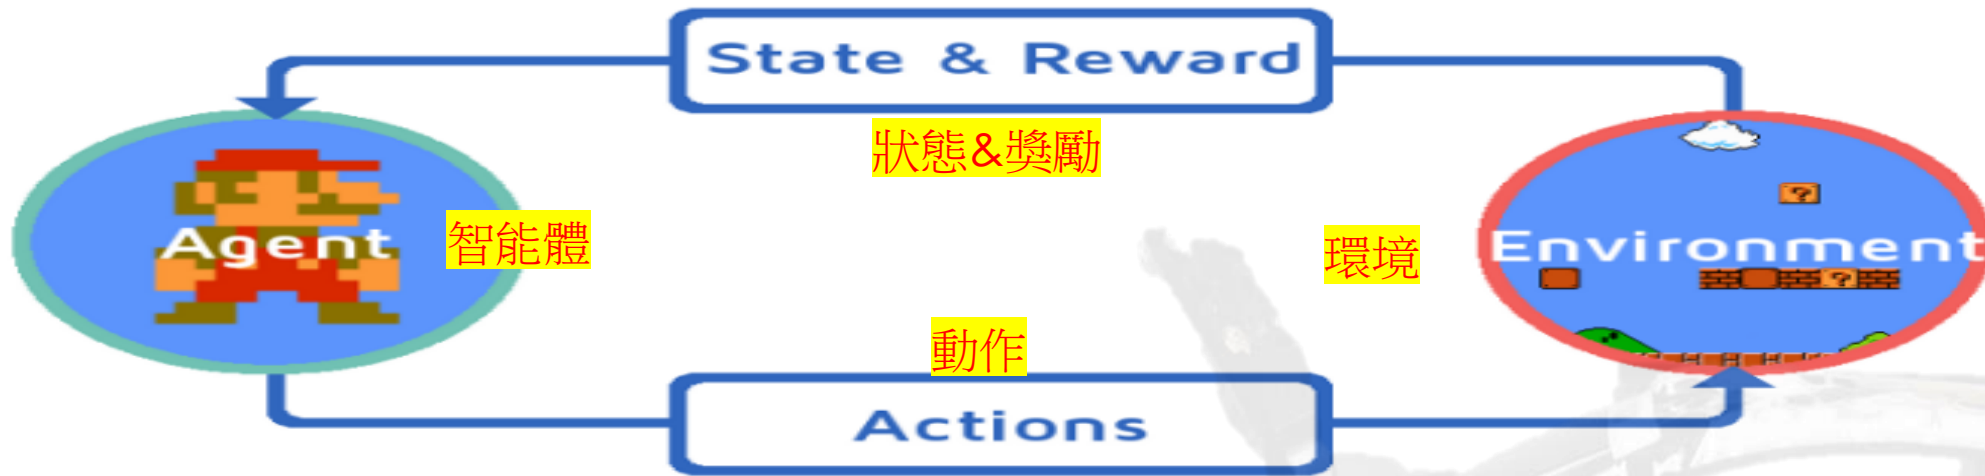 State & Reward
狀態&獎勵
Agent
智能體
環境
Environment
?
?
動作
Actions